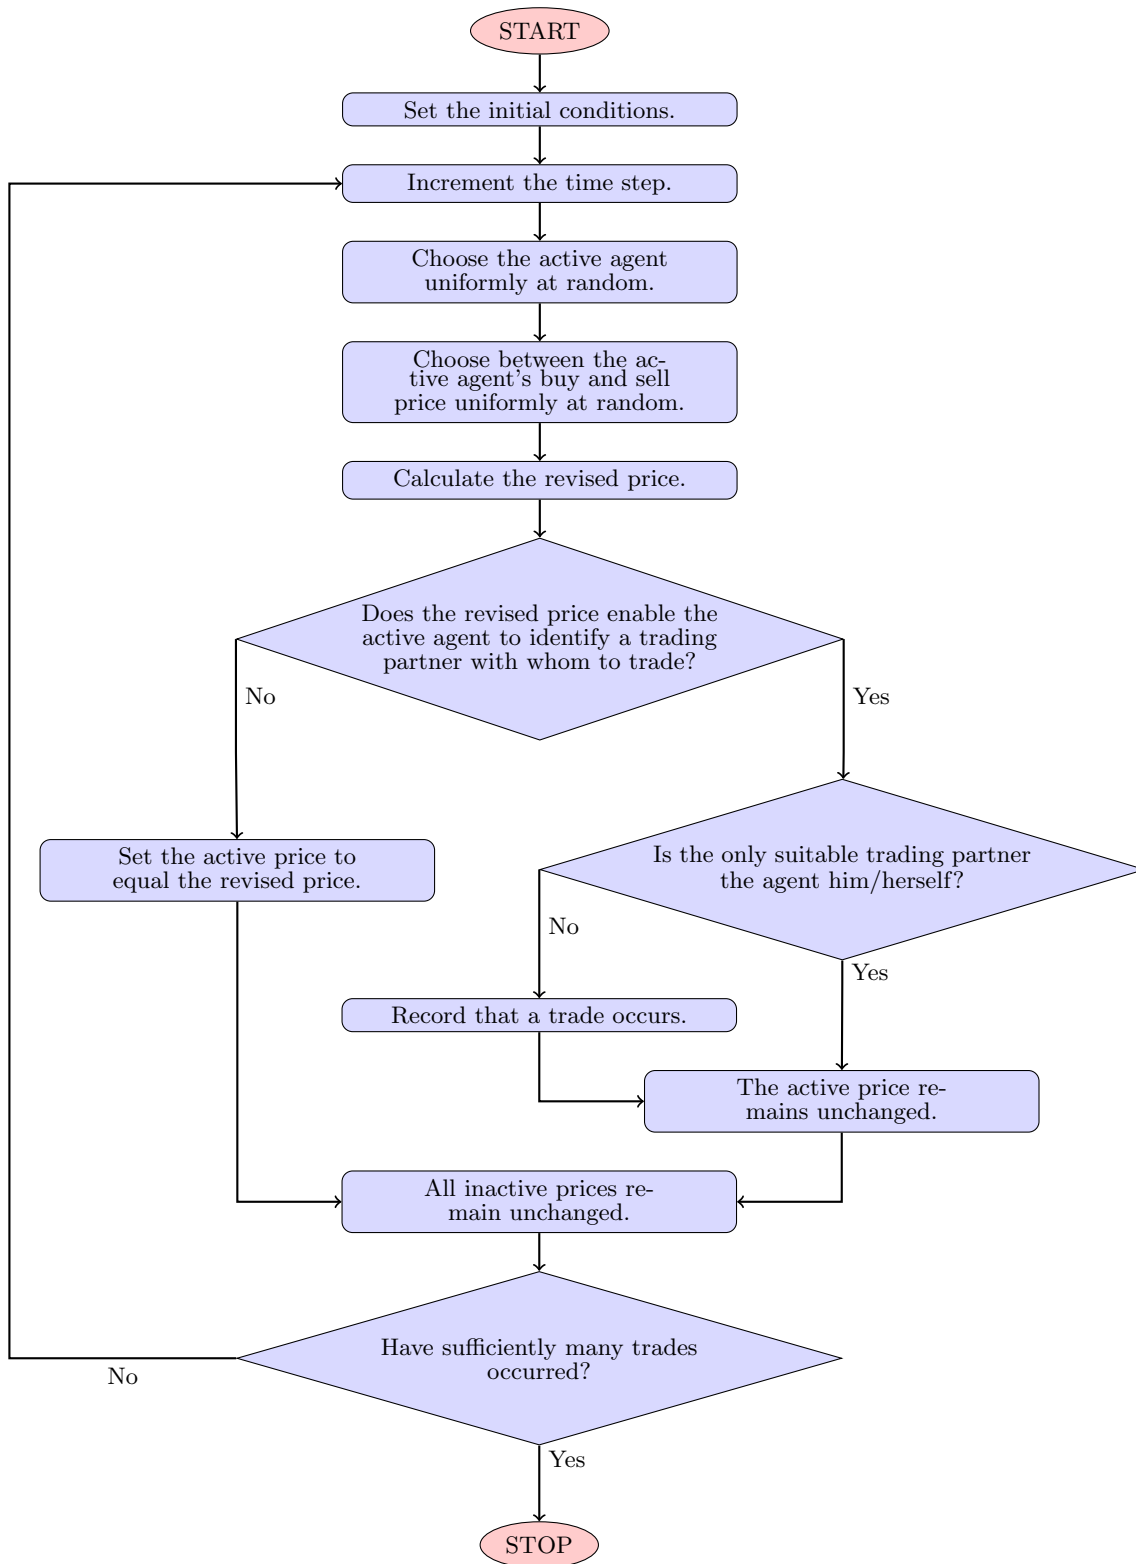 START
Set the initial conditions.
Increment the time step.
Choose the active agent
uniformly at random.
Choose between the ac-
tive agent's buy and sell
price uniformly at random.
Calculate the revised price.
Does the revised price enable the
active agent to identify a trading
partner with whom to trade?
No
Yes
Set the active price to
equal the revised price.
Is the only suitable trading partner
the agent him/herself?
No
Yes
Record that a trade occurs.
The active price re-
mains unchanged.
All inactive prices re-
main unchanged.
Have sufficiently many trades
occurred?
No
Yes
STOP